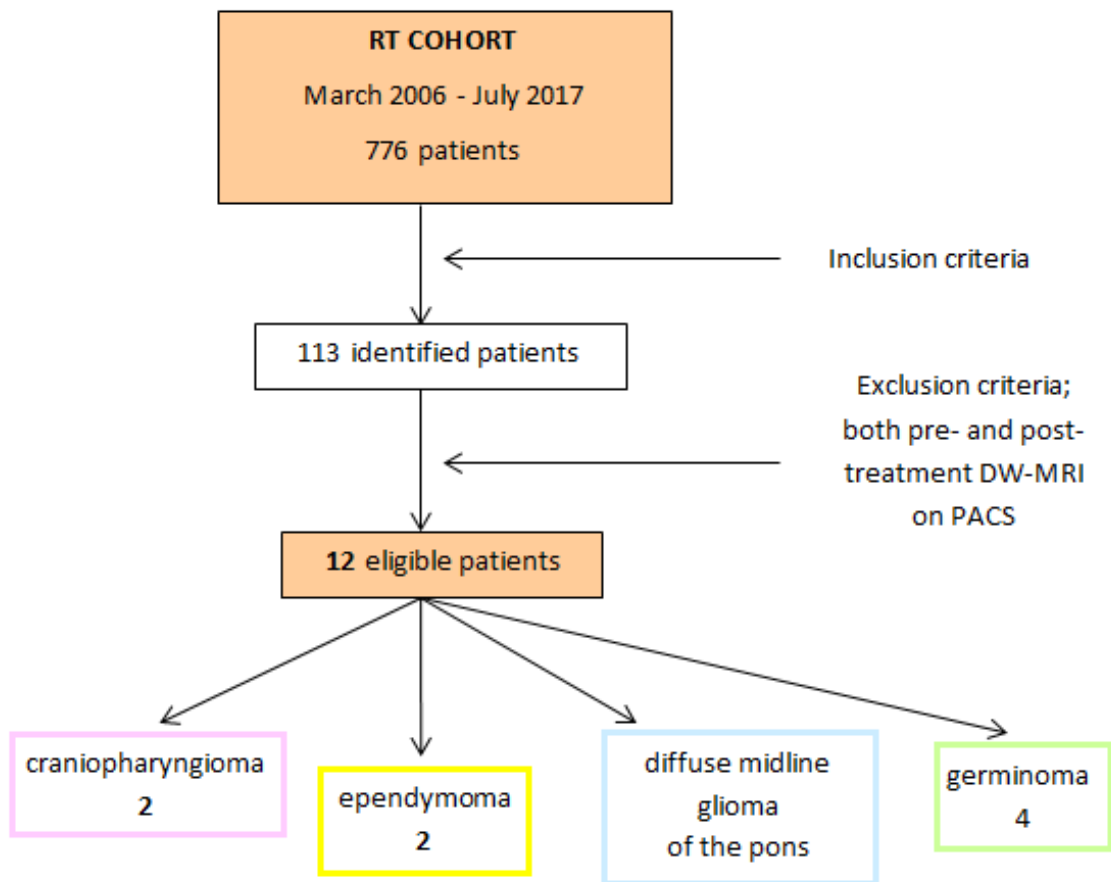 RT COHORT
March 2006 - July 2017
776 patients
Inclusion criteria
113 identified patients
Exclusion criteria;
both pre- and post-
treatment DW-MRI
on PACS
12 eligible patients
craniopharyngioma
2
ependymoma
2
diffuse midline
glioma
of the pons
germinoma
4